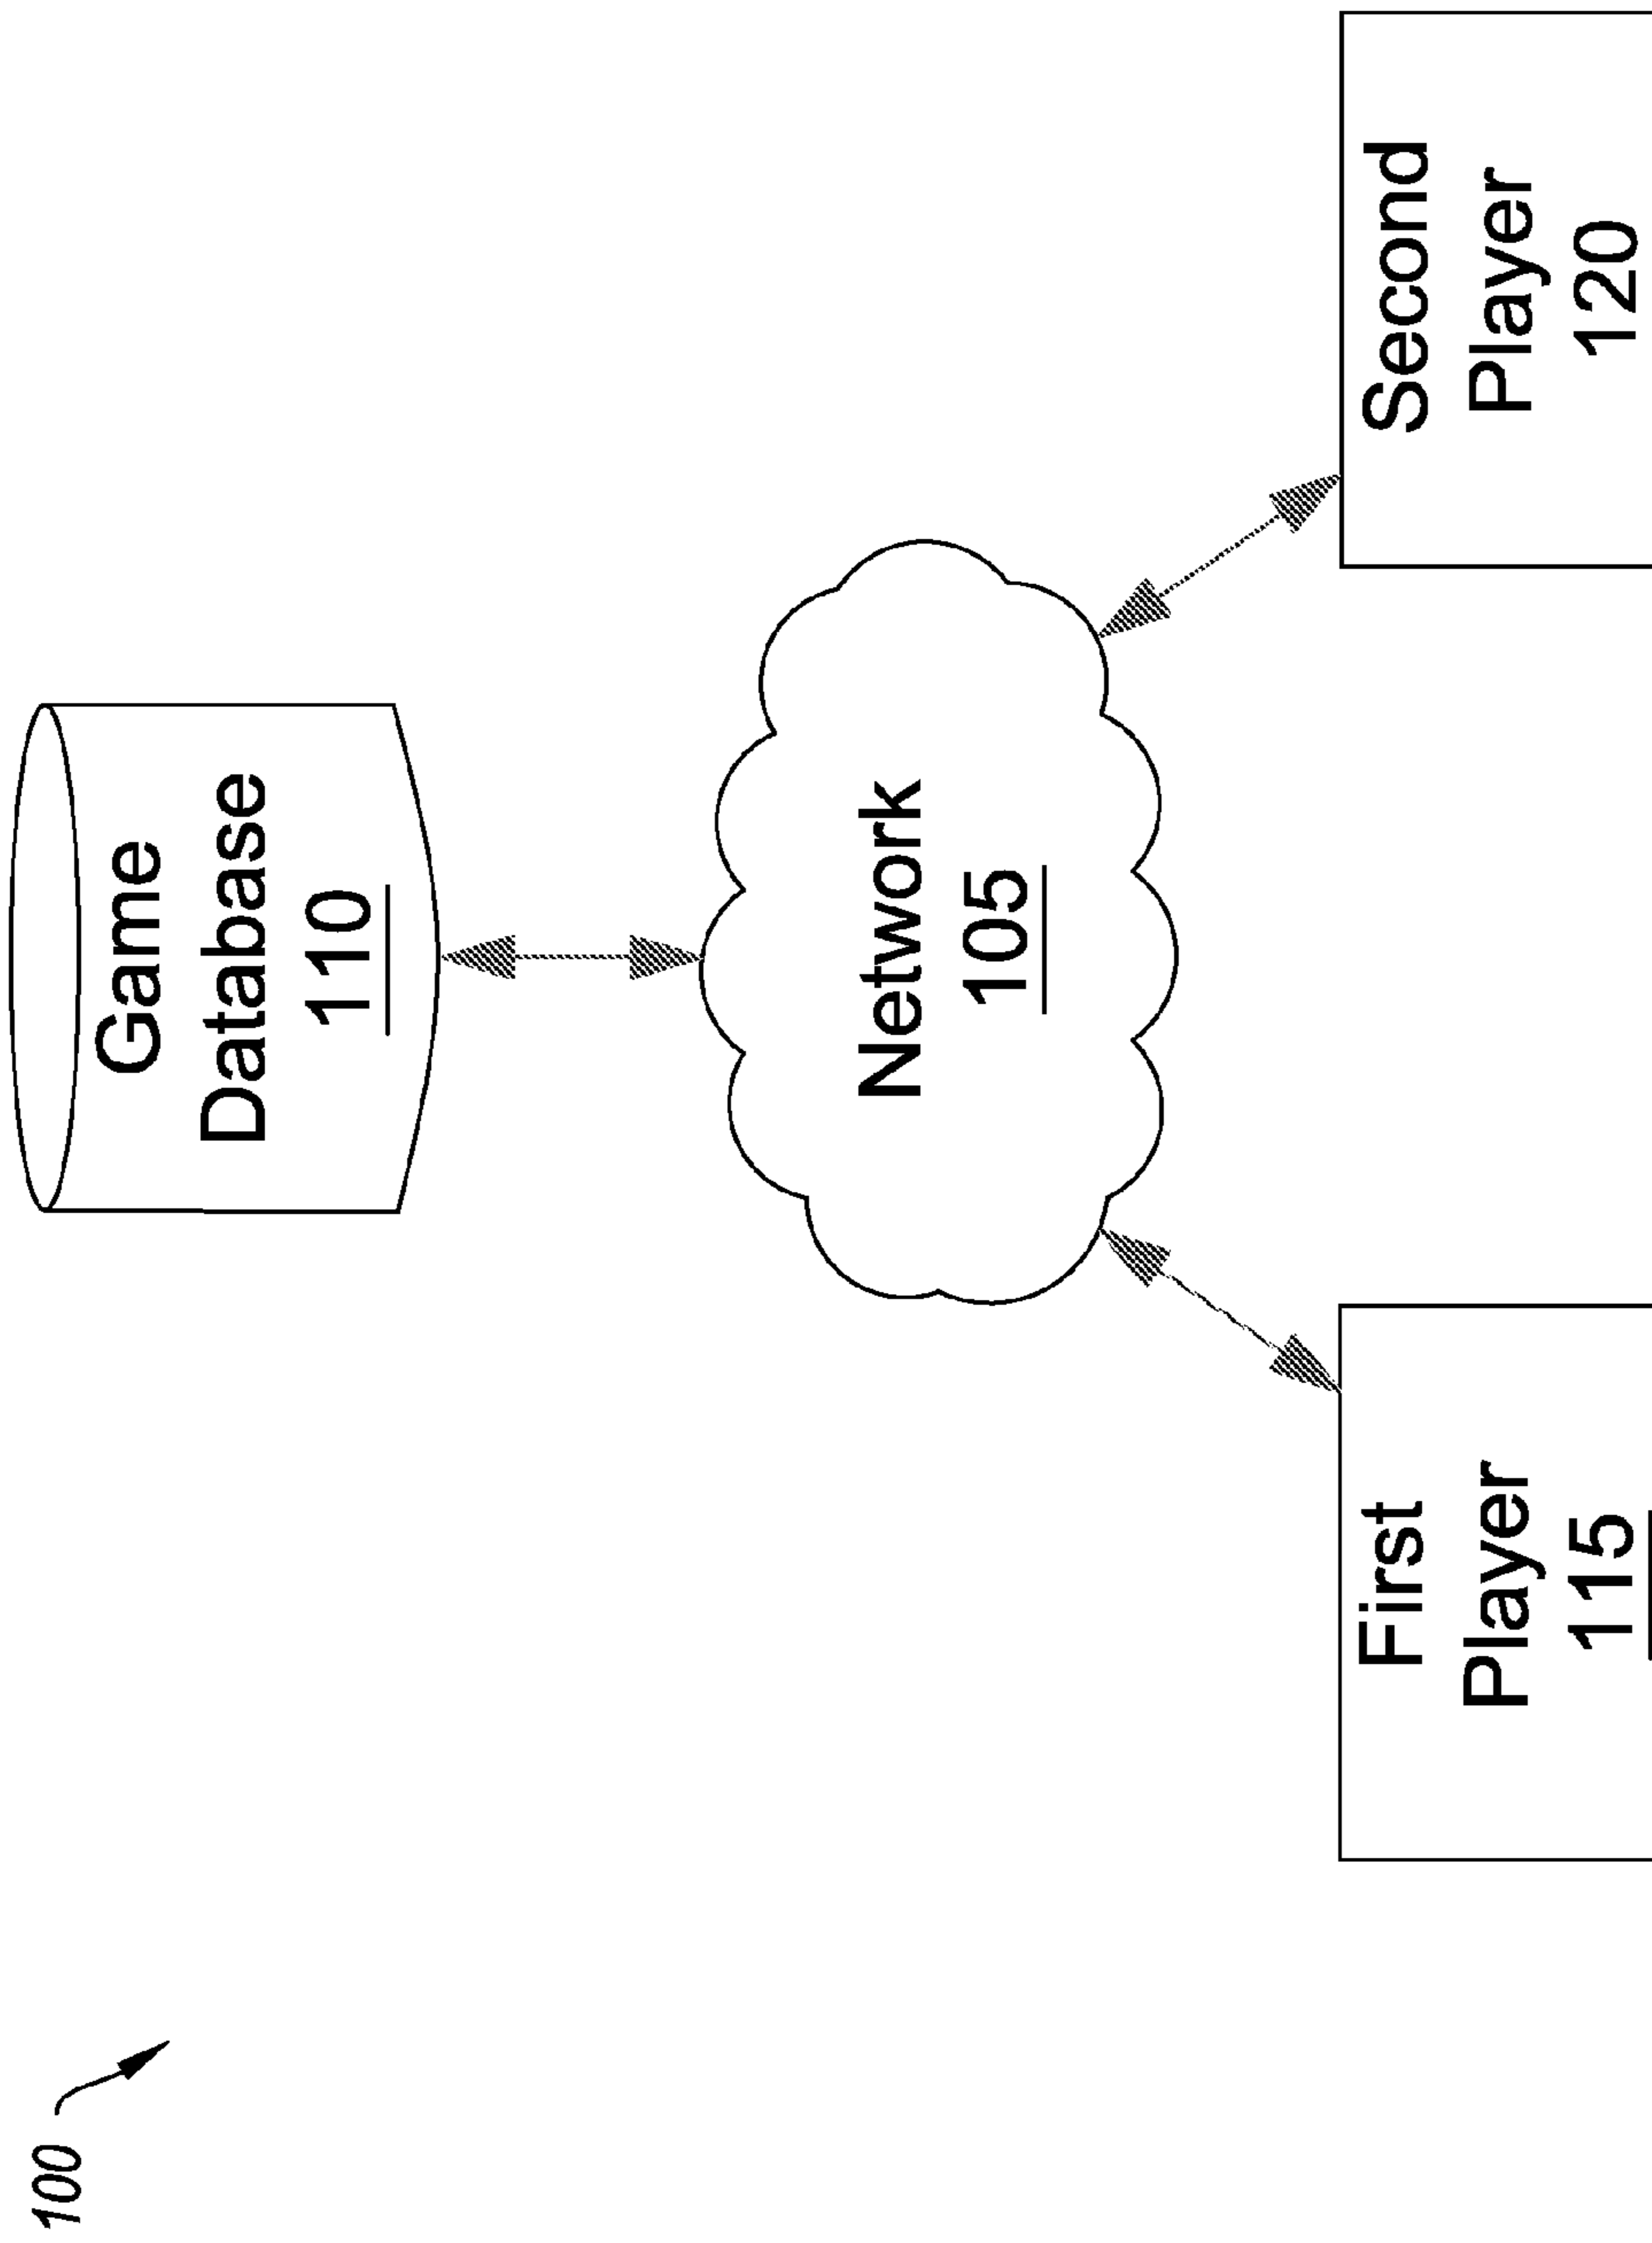 100
Game
Database
110
Network
105
First
Player
115
Second
Player
120